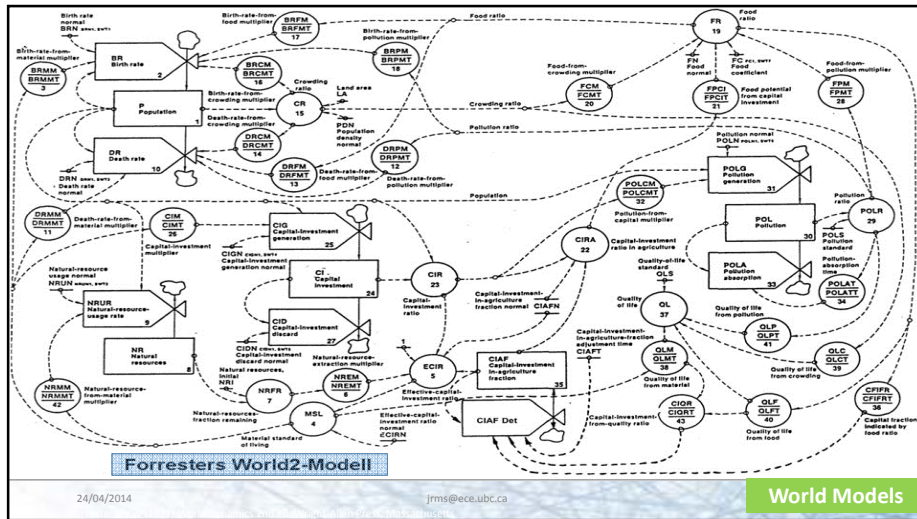 Birth rate
normal
BRN BRN1, SWT1
Birth-rate-from-
food multiplier
BRFM
BRFMT
17
Food ratio
FR
19
Food ratio
Birth-rate-from-
material multiplier
BRMM
BRMMT
3
BR
Birth rate
2
BRCM
BRCMT
16
BRPM
BRPMT
18
Birth-rate-from-
pollution multiplier
FN
Food
normal
FC FC1, SWT7
Food
coefficient
Crowding
ratio
Land area
LA
Food-from-
crowding multiplier
FCM
FCMT
20
FPCI
FPCIT
21
Food potential
from capital
investment
Food-from-
pollution multiplier
FPM
FPMT
28
P
Population
1
Birth-rate-from-
crowding multiplier
Death-rate-from-
crowding multiplier
CR
15
PDN
Population
density normal
Crowding ratio
DR
Death rate
10
DRCM
DRCMT
14
DRPM
DRPMT
12
Pollution ratio
Pollution normal
POLN POLN1, SWT6
DRN DRN1, SWT3
Death rate
normal
DRFM
DRFMT
13
Death-rate-from-
food multiplier
Death-rate-from-
pollution multiplier
Population
POLG
Pollution
generation
31
DRMM
DRMMT
11
Death-rate-from-
material multiplier
CIM
CIMT
26
Capital-investment
multiplier
CIG
Capital-investment
generation
25
POLCM
POLCMT
32
Pollution-from-
capital multiplier
POL
Pollution
30
Pollution
ratio
POLR
29
POLS
Pollution
standard
CIGN CIGN1, SWT4
Capital-investment
generation normal
CIRA
22
Capital-investment
ratio in agriculture
Natural-resource
usage normal
NRUN NRUN1, SWT2
CI
Capital
investment
24
CIR
23
Capital-
investment
ratio
Quality-of-life
standard
QLS
POLA
Pollution
absorption
33
Pollution-
absorption
time
POLAT
POLATT
34
NRUR
Natural-resource-
usage rate
9
CID
Capital-investment
discard
27
Capital-investment-
in-agriculture
fraction normal
CIAFN
Quality
of life
QL
37
Quality of life
from pollution
QLP
QLPT
41
CIDN CIDN1, SWT5
Capital-investment
discard normal
Capital-investment-
in-agriculture-fraction
adjustment time
CIAFT
NR
Natural
resources
8
Natural-resource-
extraction multiplier
Natural
resources,
initial
NRI
1
ECIR
5
CIAF
Capital-investment
in-agriculture
fraction
35
QLM
QLMT
38
Quality of life
from material
QLC
QLCT
39
Quality of life
from crowding
NRMM
NRMMT
42
Natural-resource-
from-material
multiplier
NRFR
7
NREM
NREMT
6
Effective-capital-
investment ratio
Natural-resources-
fraction remaining
MSL
4
Material standard
of living
Effective-capital-
investment ratio
normal
ECIRN
CIAF Det
Capital-investment-
from-quality ratio
CIQR
CIQRT
43
QLF
QLFT
40
Quality of life
from food
CFIFR
CFIFRT
36
Capital fraction
indicated by
food ratio
Forresters World2-Modell
24/04/2014
jrms@ece.ubc.ca
World Models